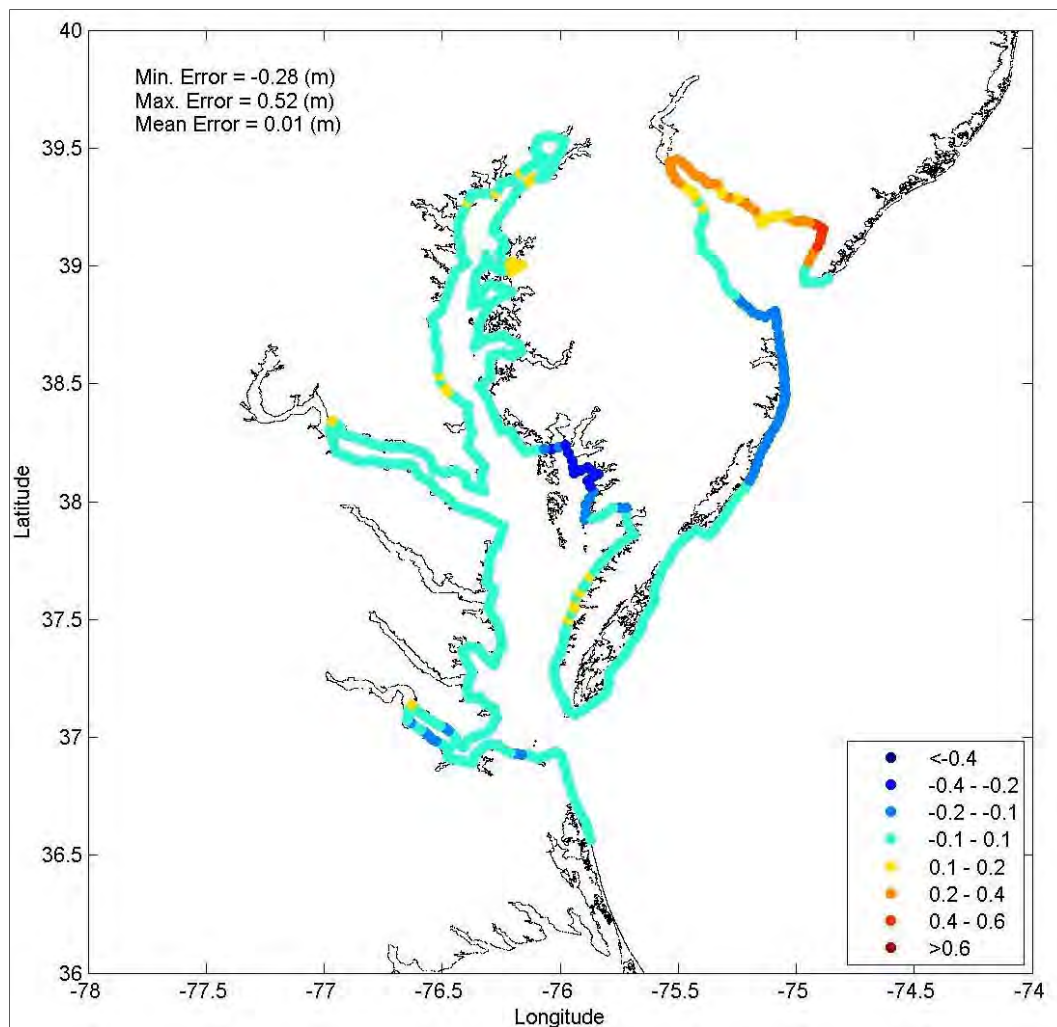 Min. Error = -0.28 (m)
Max. Error = 0.52 (m)
Mean Error = 0.01 (m)
40
39.5
39
38.5
38
37.5
37
36.5
36
Latitude
-78
-77.5
-77
-76.5
-76
-75.5
-75
-74.5
-74
Longitude
<-0.4
-0.4 - -0.2
-0.2 - -0.1
-0.1 - 0.1
0.1 - 0.2
0.2 - 0.4
0.4 - 0.6
>0.6